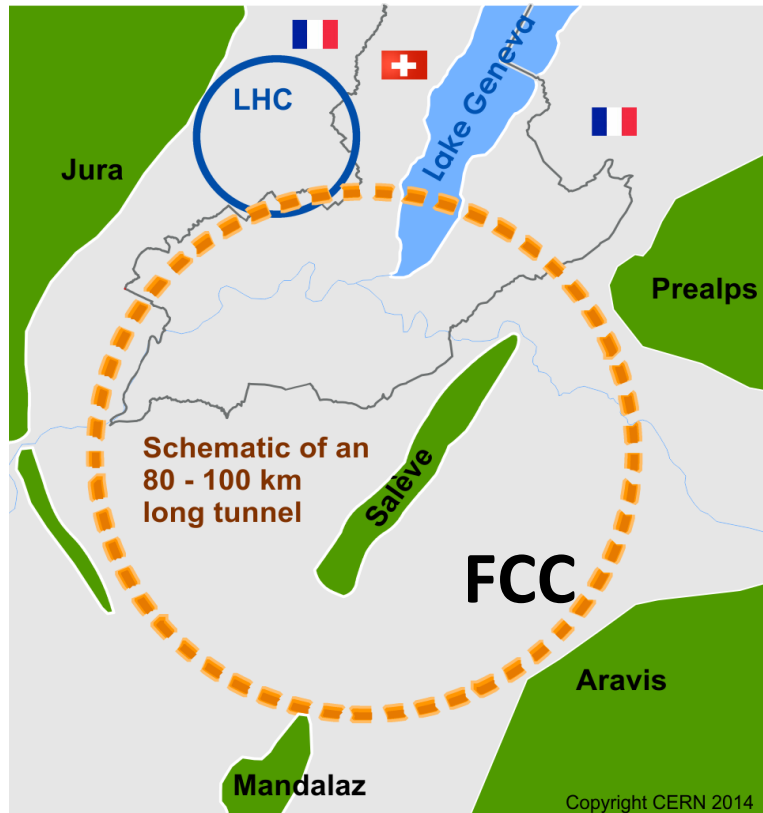 LHC
Lake Geneva
Jura
Prealps
Schematic of an
80 - 100 km
long tunnel
Salève
FCC
Aravis
Mandalaz
Copyright CERN 2014